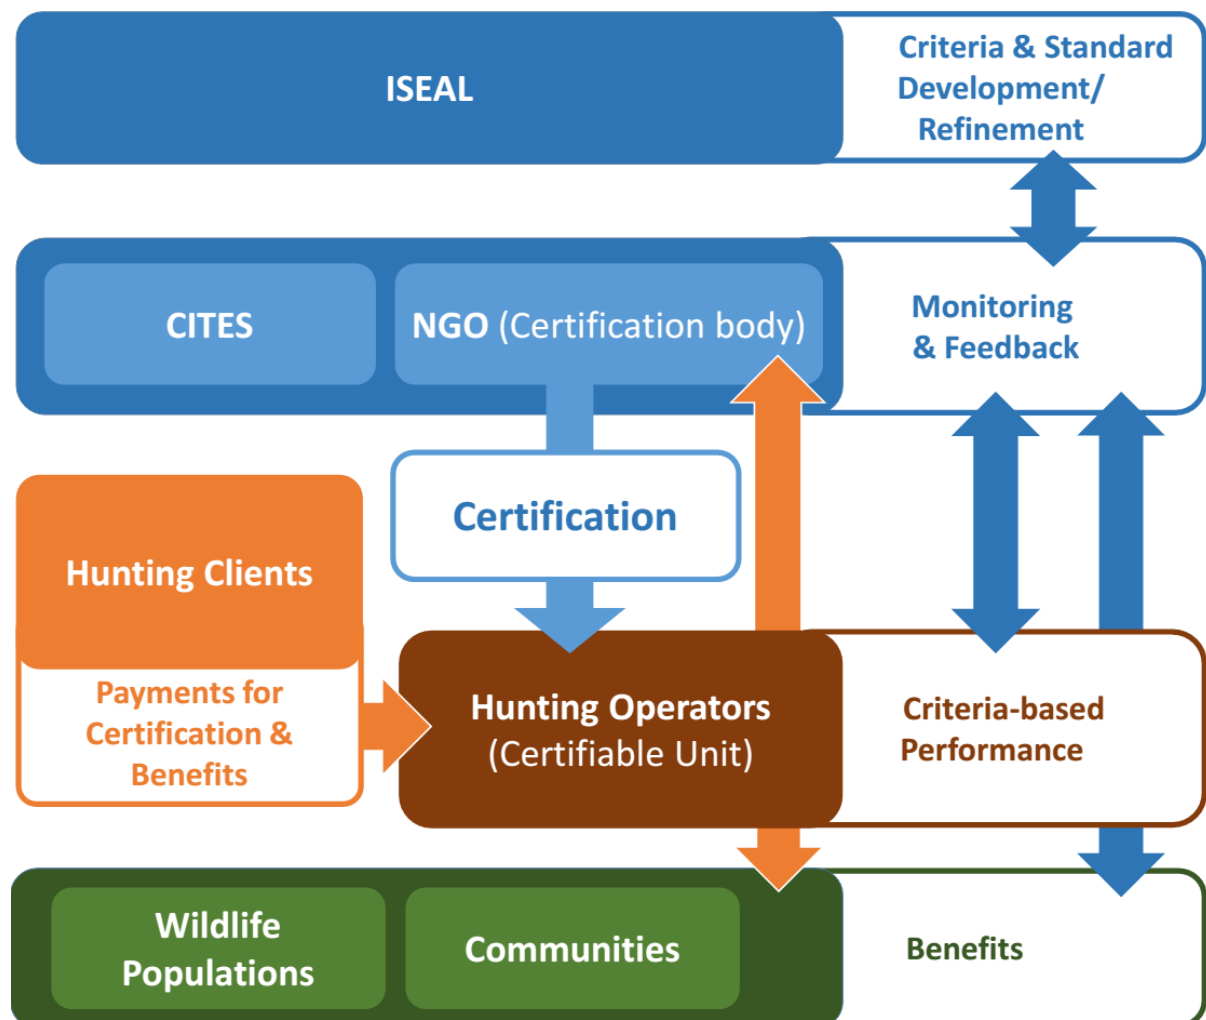 ISEAL
Criteria & Standard
Development/
Refinement
CITES
NGO (Certification body)
Monitoring
& Feedback
Certification
Hunting Clients
Payments for
Certification &
Benefits
Hunting Operators
(Certifiable Unit)
Criteria-based
Performance
Wildlife
Populations
Communities
Benefits